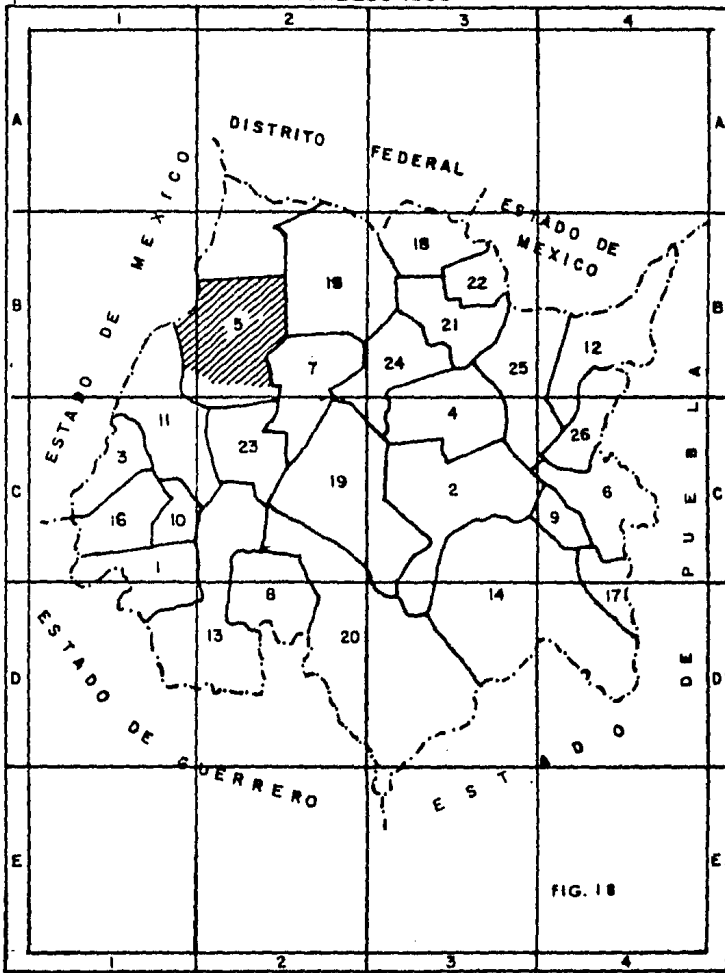 1 2 3 4
A A
DISTRITO FEDERAL
ESTADO DE MEXICO
ESTADO DE MEXICO
18 22
B 5 18 21 B
7 24 25 12
11 4 26
3 23 19 2 6
C 16 10 9 C
1 8 14 17
13 20
D D
ESTADO DE GUERRERO
ESTADO DE PUEBLA
E E
FIG. 18
1 2 3 4